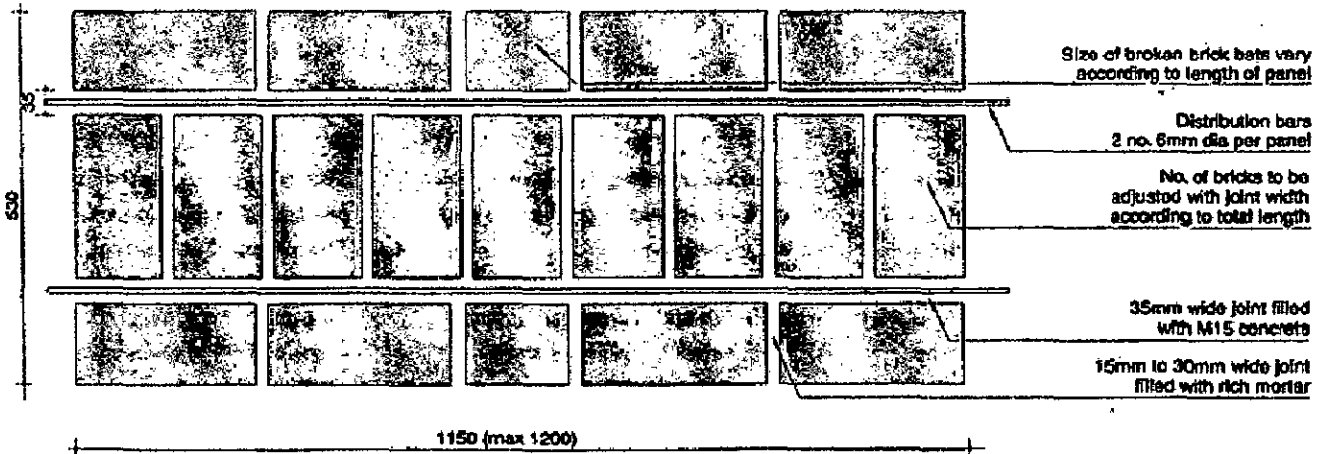 Size of broken brick bats vary
according to length of panel
35
Distribution bars
2 no. 6mm dia per panel
No. of bricks to be
adjusted with joint width
according to total length
530
35mm wide joint filled
with M15 concrete
15mm to 30mm wide joint
filled with rich mortar
1150 (max 1200)